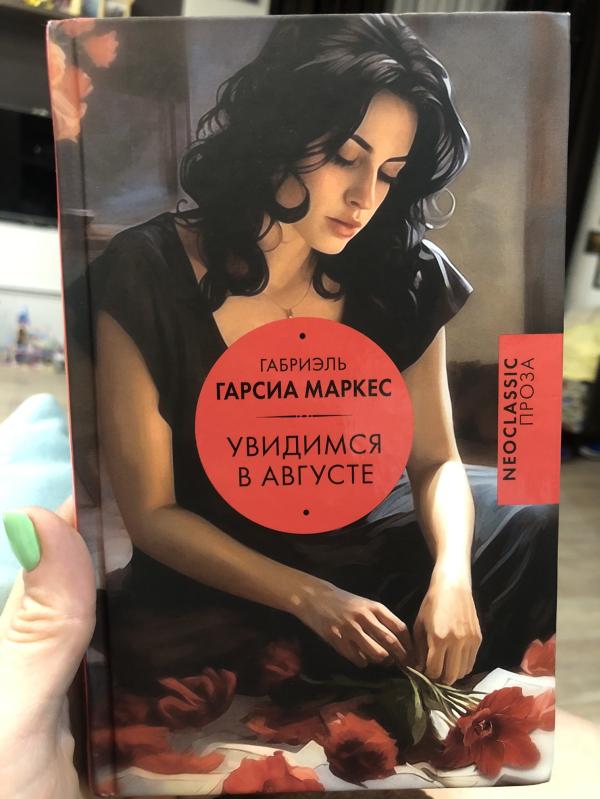 ГАБРИЭЛЬ
ГАРСИА МАРКЕС
УВИДИМСЯ
В АВГУСТЕ
NEOCLASSIC
ПРОЗА